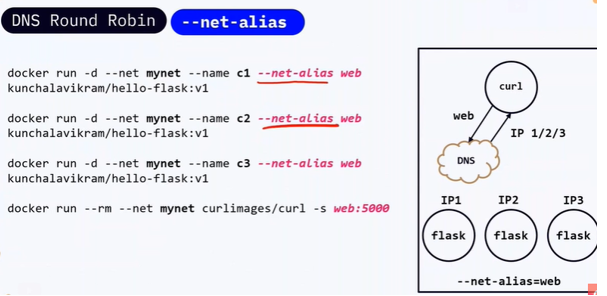 DNS Round Robin --net-alias
docker run -d --net mynet --name c1 --net-alias web
kunchalavikram/hello-flask:v1
docker run -d --net mynet --name c2 --net-alias web
kunchalavikram/hello-flask:v1
docker run -d --net mynet --name c3 --net-alias web
kunchalavikram/hello-flask:v1
docker run --rm --net mynet curlimages/curl -s web:5000
curl
web
IP 1/2/3
DNS
IP1 IP2 IP3
flask flask flask
--net-alias=web